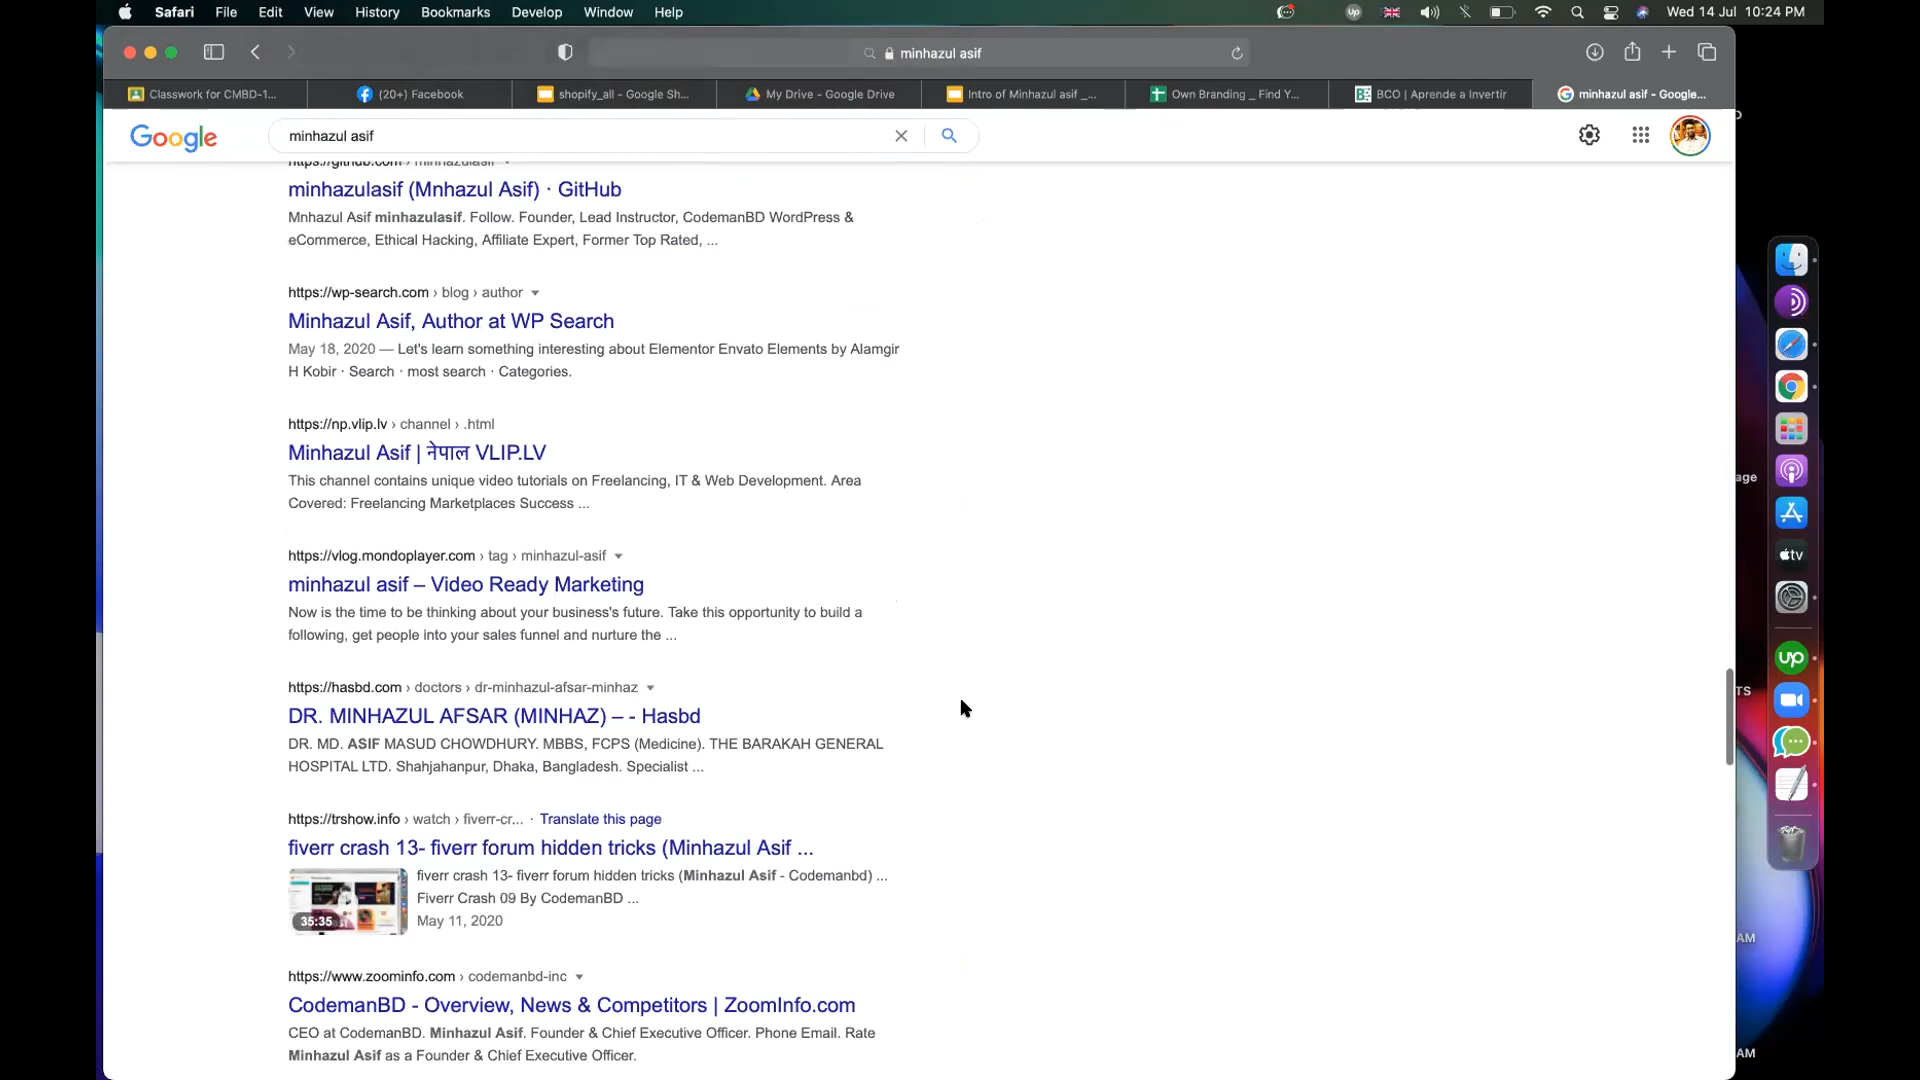 Safari File Edit View History Bookmarks Develop Window Help up Wed 14 Jul 10:24 PM
minhazul asif
Classwork for CMBD-1... (20+) Facebook shopify_all - Google Sh... My Drive - Google Drive Intro of Minhazul asif _... Own Branding _ Find Y... BCO | Aprende a Invertir minhazul asif - Google...
Google minhazul asif
https://github.com › minhazulasif
minhazulasif (Mnhazul Asif) · GitHub
Mnhazul Asif minhazulasif. Follow. Founder, Lead Instructor, CodemanBD WordPress &
eCommerce, Ethical Hacking, Affiliate Expert, Former Top Rated, ...
https://wp-search.com › blog › author
Minhazul Asif, Author at WP Search
May 18, 2020 — Let's learn something interesting about Elementor Envato Elements by Alamgir
H Kobir · Search · most search · Categories.
https://np.vlip.lv › channel › .html
Minhazul Asif | नेपाल VLIP.LV
This channel contains unique video tutorials on Freelancing, IT & Web Development. Area
Covered: Freelancing Marketplaces Success ...
https://vlog.mondoplayer.com › tag › minhazul-asif
minhazul asif – Video Ready Marketing
Now is the time to be thinking about your business's future. Take this opportunity to build a
following, get people into your sales funnel and nurture the ...
https://hasbd.com › doctors › dr-minhazul-afsar-minhaz
DR. MINHAZUL AFSAR (MINHAZ) – - Hasbd
DR. MD. ASIF MASUD CHOWDHURY. MBBS, FCPS (Medicine). THE BARAKAH GENERAL
HOSPITAL LTD. Shahjahanpur, Dhaka, Bangladesh. Specialist ...
https://trshow.info › watch › fiverr-cr... · Translate this page
fiverr crash 13- fiverr forum hidden tricks (Minhazul Asif ...
fiverr crash 13- fiverr forum hidden tricks (Minhazul Asif - Codemanbd) ...
Fiverr Crash 09 By CodemanBD ...
35:35
May 11, 2020
https://www.zoominfo.com › codemanbd-inc
CodemanBD - Overview, News & Competitors | ZoomInfo.com
CEO at CodemanBD. Minhazul Asif. Founder & Chief Executive Officer. Phone Email. Rate
Minhazul Asif as a Founder & Chief Executive Officer.
age
TS
AM
AM
tv
up